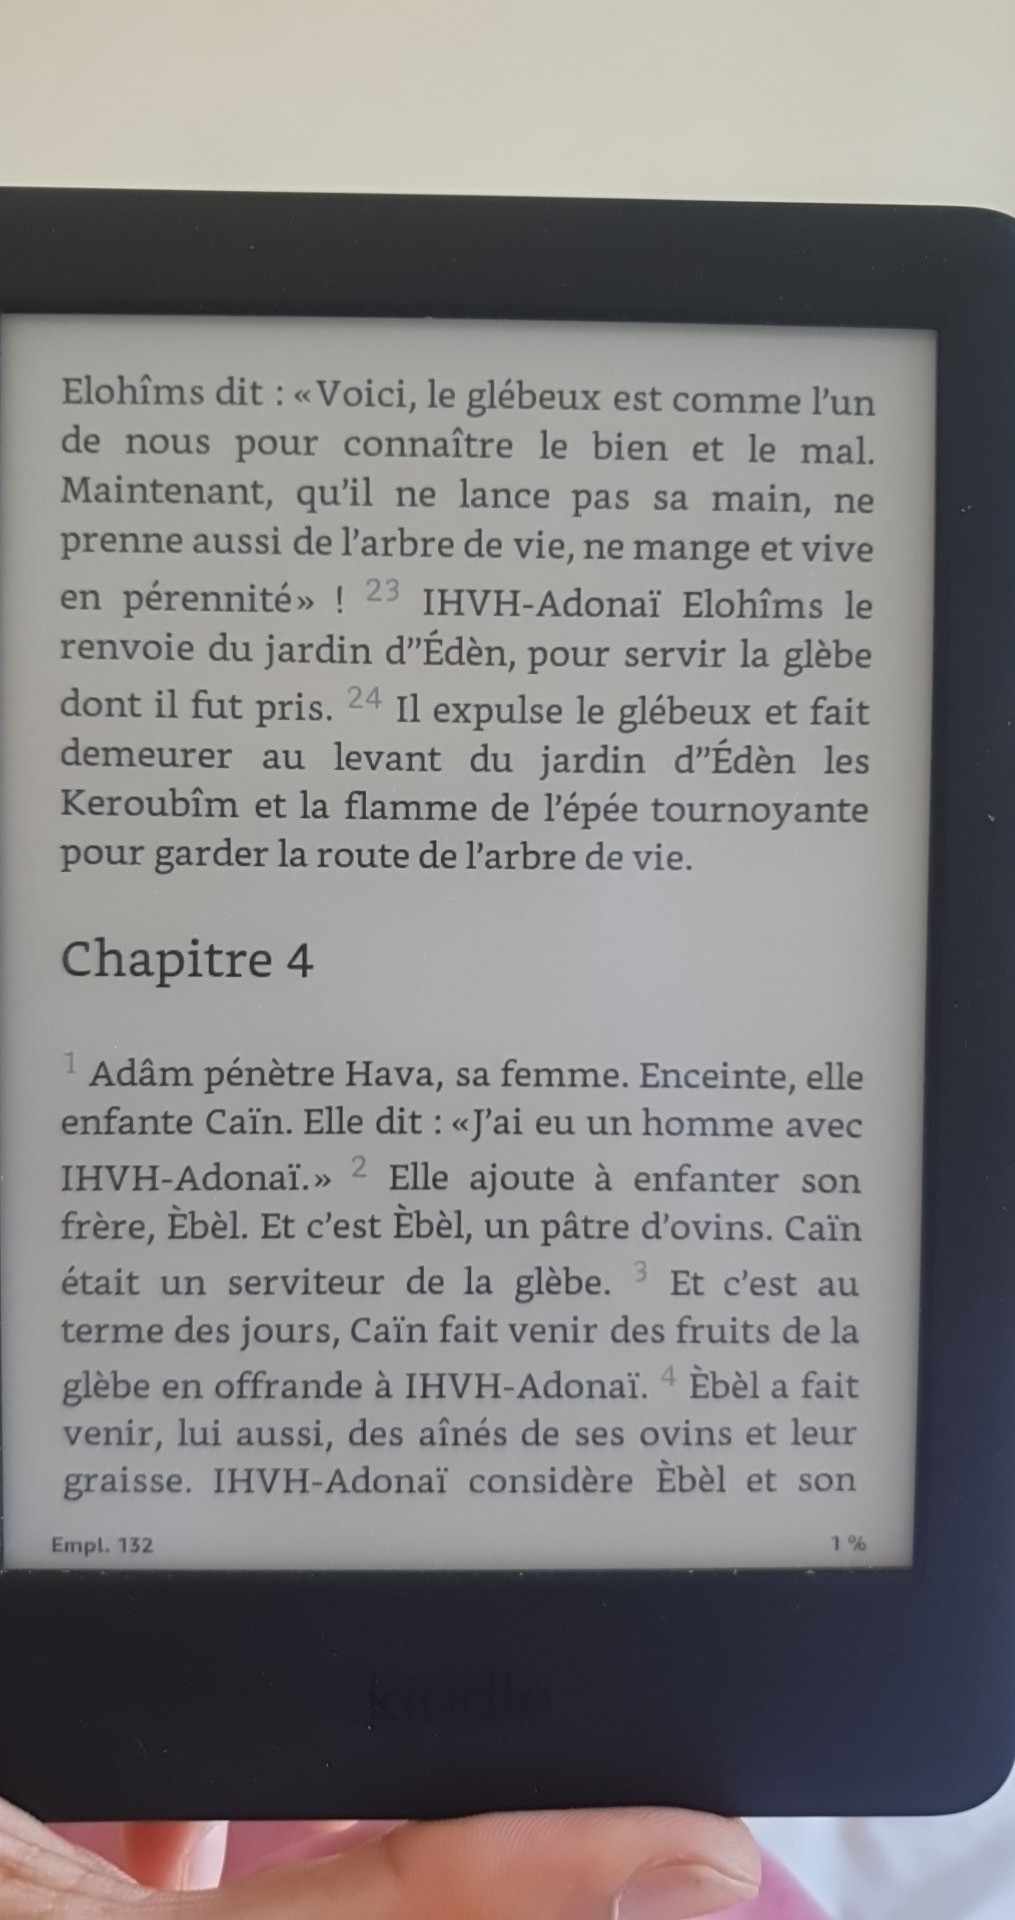 Elohîms dit : « Voici, le glébeux est comme l’un
de nous pour connaître le bien et le mal.
Maintenant, qu’il ne lance pas sa main, ne
prenne aussi de l’arbre de vie, ne mange et vive
en pérennité» ! 23 IHVH-Adonaï Elohîms le
renvoie du jardin d’’Édèn, pour servir la glèbe
dont il fut pris. 24 Il expulse le glébeux et fait
demeurer au levant du jardin d’’Édèn les
Keroubîm et la flamme de l’épée tournoyante
pour garder la route de l’arbre de vie.
Chapitre 4
1 Adâm pénètre Hava, sa femme. Enceinte, elle
enfante Caïn. Elle dit : «J’ai eu un homme avec
IHVH-Adonaï.» 2 Elle ajoute à enfanter son
frère, Èbèl. Et c’est Èbèl, un pâtre d’ovins. Caïn
était un serviteur de la glèbe. 3 Et c’est au
terme des jours, Caïn fait venir des fruits de la
glèbe en offrande à IHVH-Adonaï. 4 Èbèl a fait
venir, lui aussi, des aînés de ses ovins et leur
graisse. IHVH-Adonaï considère Èbèl et son
Empl. 132 1 %
kindle